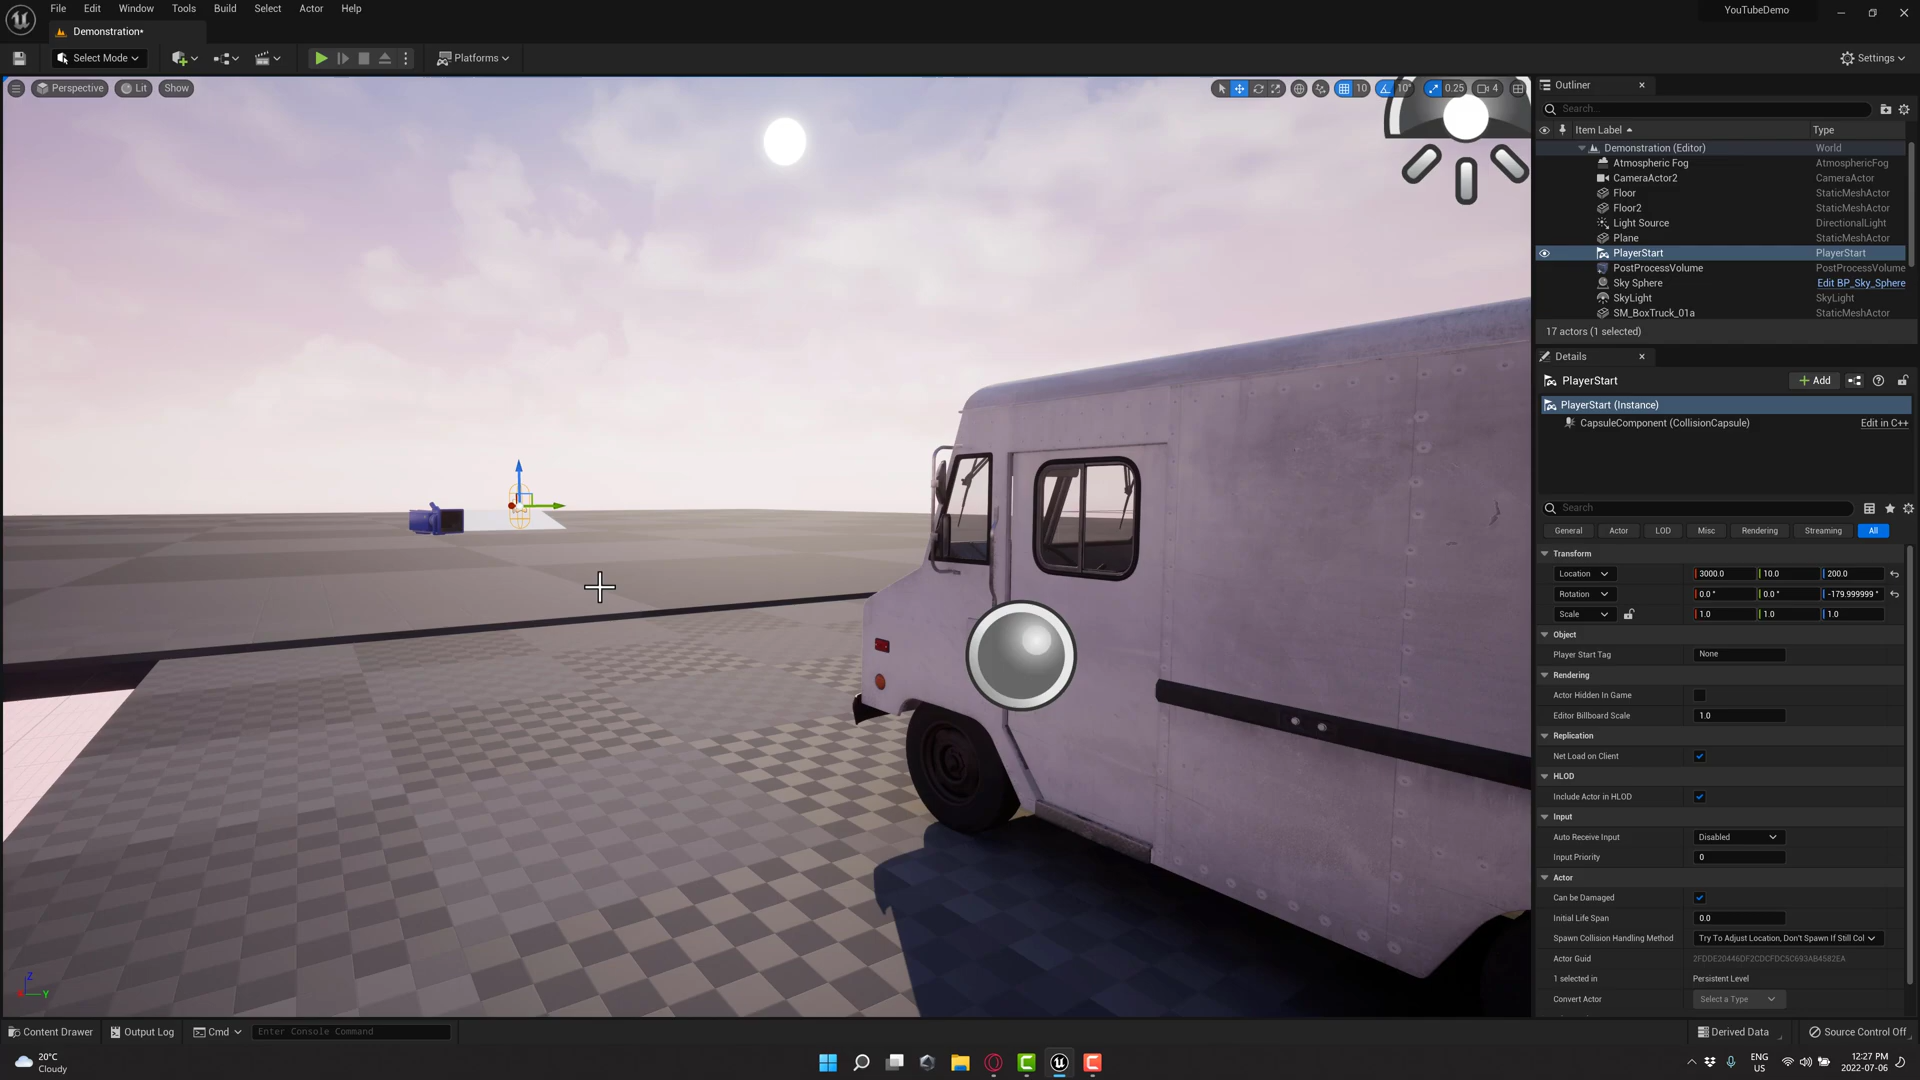 File Edit Window Tools Build Select Actor Help
YouTubeDemo
Demonstration*
Select Mode
Platforms
Settings
Perspective
Lit
Show
10
10°
0.25
4
Outliner
Search...
Item Label
Type
Demonstration (Editor) World
Atmospheric Fog AtmosphericFog
CameraActor2 CameraActor
Floor StaticMeshActor
Floor2 StaticMeshActor
Light Source DirectionalLight
Plane StaticMeshActor
PlayerStart PlayerStart
PostProcessVolume PostProcessVolume
Sky Sphere Edit BP_Sky_Sphere
SkyLight SkyLight
SM_BoxTruck_01a StaticMeshActor
17 actors (1 selected)
Details
PlayerStart
Add
PlayerStart (Instance)
CapsuleComponent (CollisionCapsule) Edit in C++
Search
General Actor LOD Misc Rendering Streaming All
Transform
Location 3000.0 10.0 200.0
Rotation 0.0 ° 0.0 ° -179.999999 °
Scale 1.0 1.0 1.0
Object
Player Start Tag None
Rendering
Actor Hidden In Game
Editor Billboard Scale 1.0
Replication
Net Load on Client
HLOD
Include Actor in HLOD
Input
Auto Receive Input Disabled
Input Priority 0
Actor
Can be Damaged
Initial Life Span 0.0
Spawn Collision Handling Method Try To Adjust Location, Don't Spawn If Still Col
Actor Guid 2FDDE20446DF2CDCFDC5C693AB4582EA
1 selected in Persistent Level
Convert Actor Select a Type
Z
Y
Content Drawer
Output Log
Cmd
Enter Console Command
Derived Data
Source Control Off
20°C
Cloudy
ENG
US
12:27 PM
2022-07-06